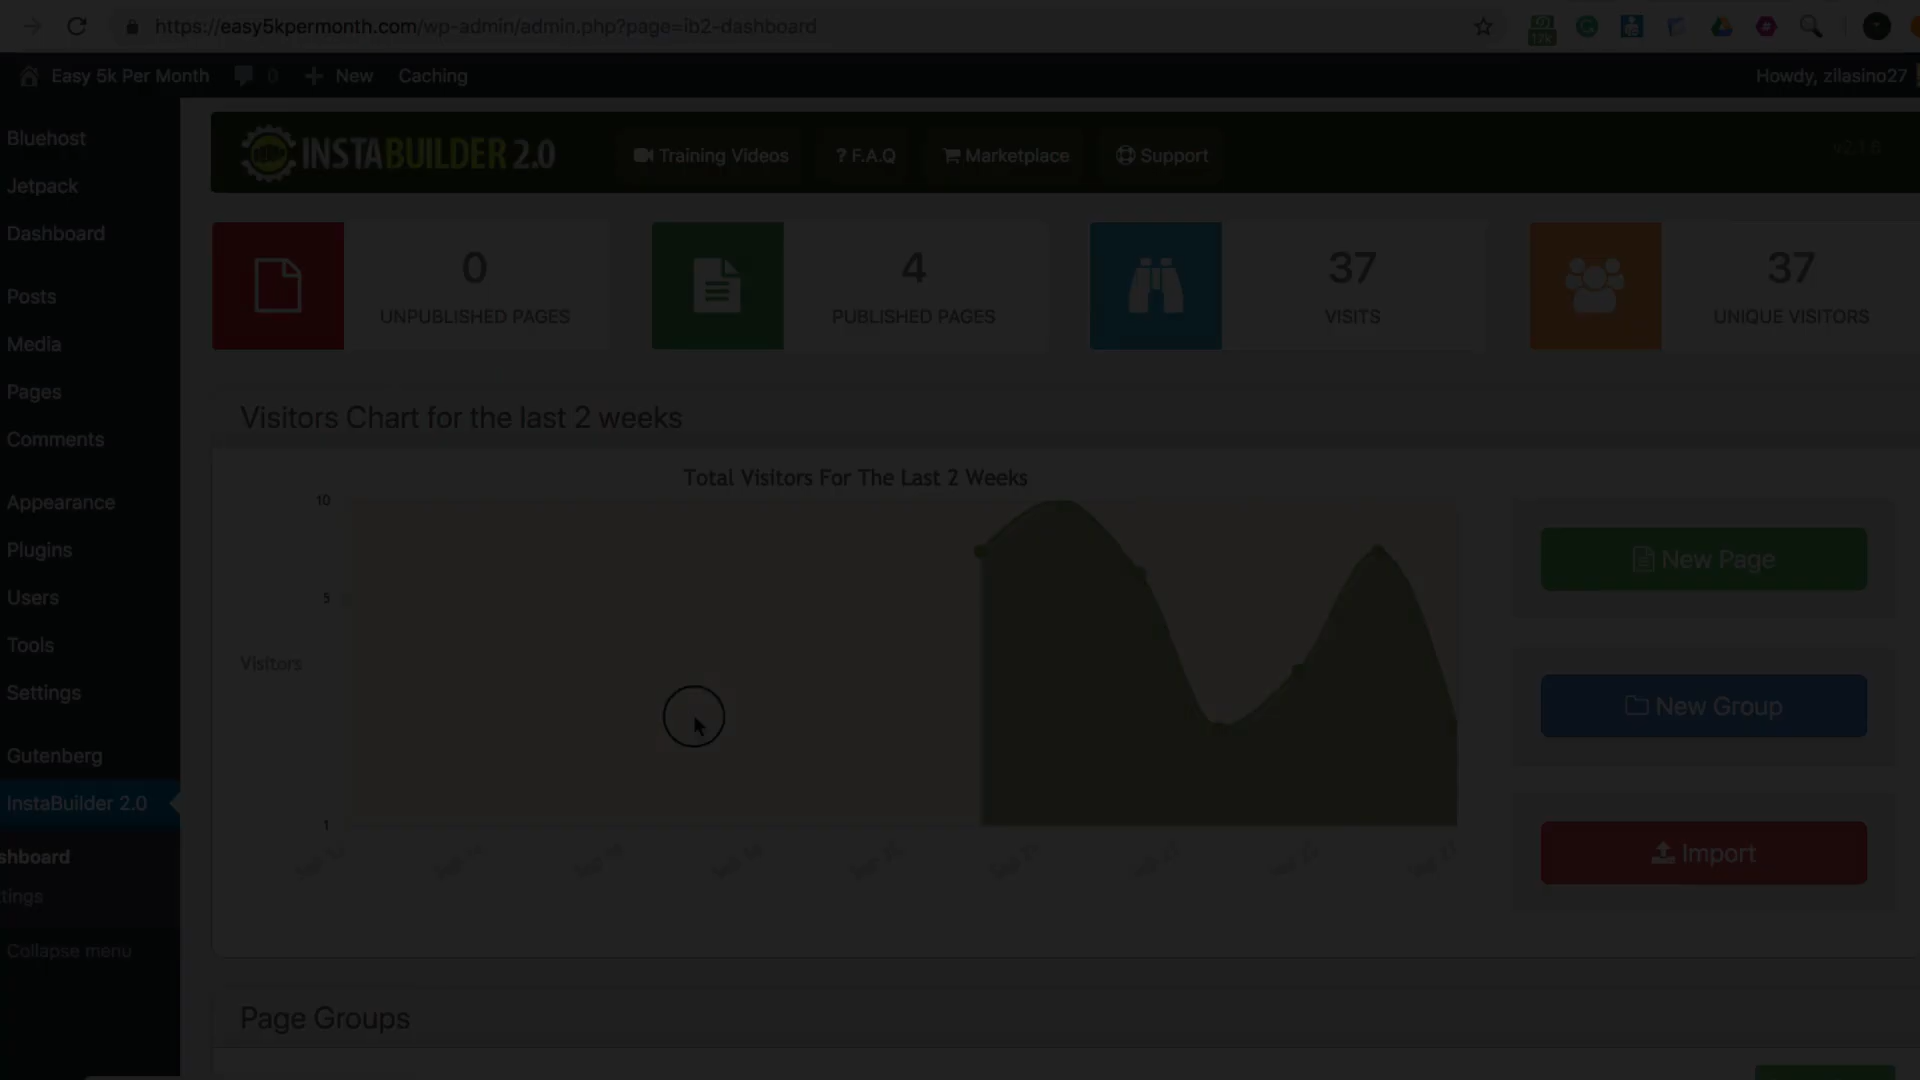 https://easy5kpermonth.com/wp-admin/admin.php?page=ib2-dashboard
12k
Easy 5k Per Month
0
New
Caching
Howdy, zilasino27
Bluehost
Jetpack
Dashboard
Posts
Media
Pages
Comments
Appearance
Plugins
Users
Tools
Settings
Gutenberg
InstaBuilder 2.0
shboard
tings
Collapse menu
INSTABUILDER 2.0
Training Videos
? F.A.Q
Marketplace
Support
0
UNPUBLISHED PAGES
4
PUBLISHED PAGES
37
VISITS
37
UNIQUE VISITORS
Visitors Chart for the last 2 weeks
Total Visitors For The Last 2 Weeks
10
5
Visitors
1
New Page
New Group
Import
Page Groups